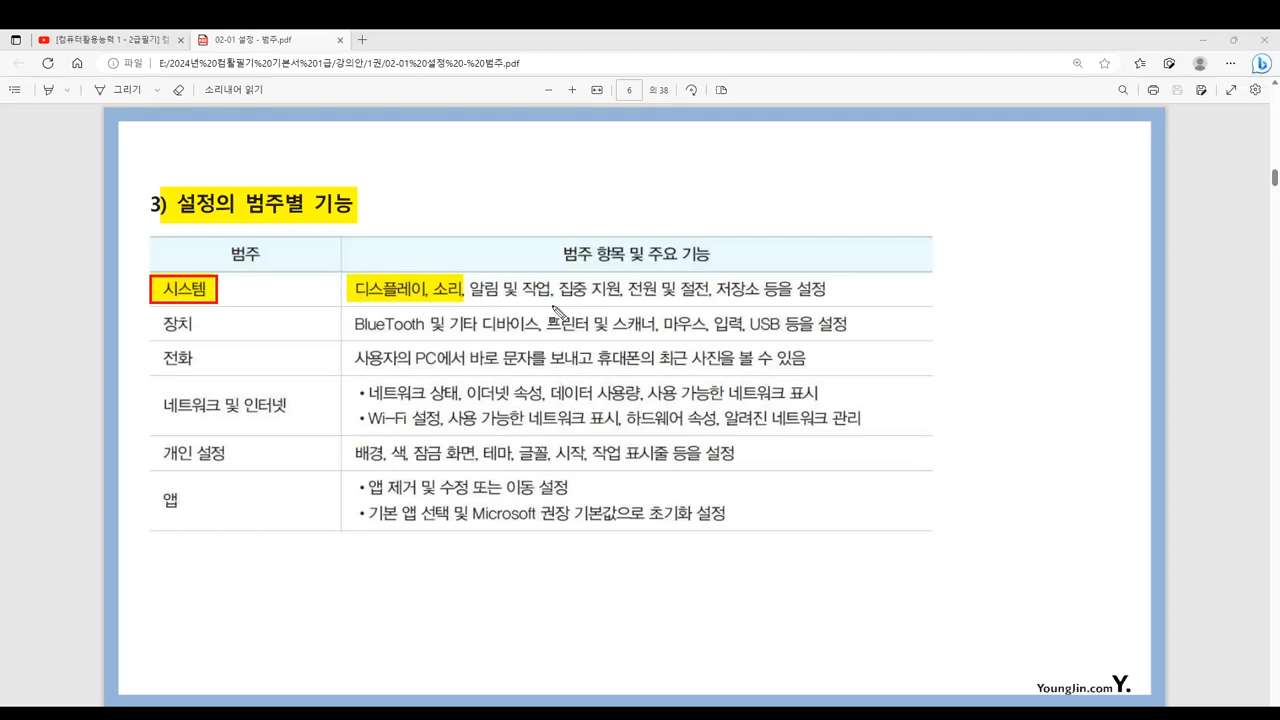 [컴퓨터활용능력 1 - 2급필기] 컴
02-01 설정 - 범주.pdf
파일
E:/2024년%20컴활필기%20기본서%201급/강의안/1권/02-01%20설정%20-%20범주.pdf
그리기
소리내어 읽기
6
의 38
3) 설정의 범주별 기능
범주
범주 항목 및 주요 기능
시스템
디스플레이, 소리, 알림 및 작업, 집중 지원, 전원 및 절전, 저장소 등을 설정
장치
BlueTooth 및 기타 디바이스, 프린터 및 스캐너, 마우스, 입력, USB 등을 설정
전화
사용자의 PC에서 바로 문자를 보내고 휴대폰의 최근 사진을 볼 수 있음
네트워크 및 인터넷
• 네트워크 상태, 이더넷 속성, 데이터 사용량, 사용 가능한 네트워크 표시
• Wi-Fi 설정, 사용 가능한 네트워크 표시, 하드웨어 속성, 알려진 네트워크 관리
개인 설정
배경, 색, 잠금 화면, 테마, 글꼴, 시작, 작업 표시줄 등을 설정
앱
• 앱 제거 및 수정 또는 이동 설정
• 기본 앱 선택 및 Microsoft 권장 기본값으로 초기화 설정
YoungJin.com Y.